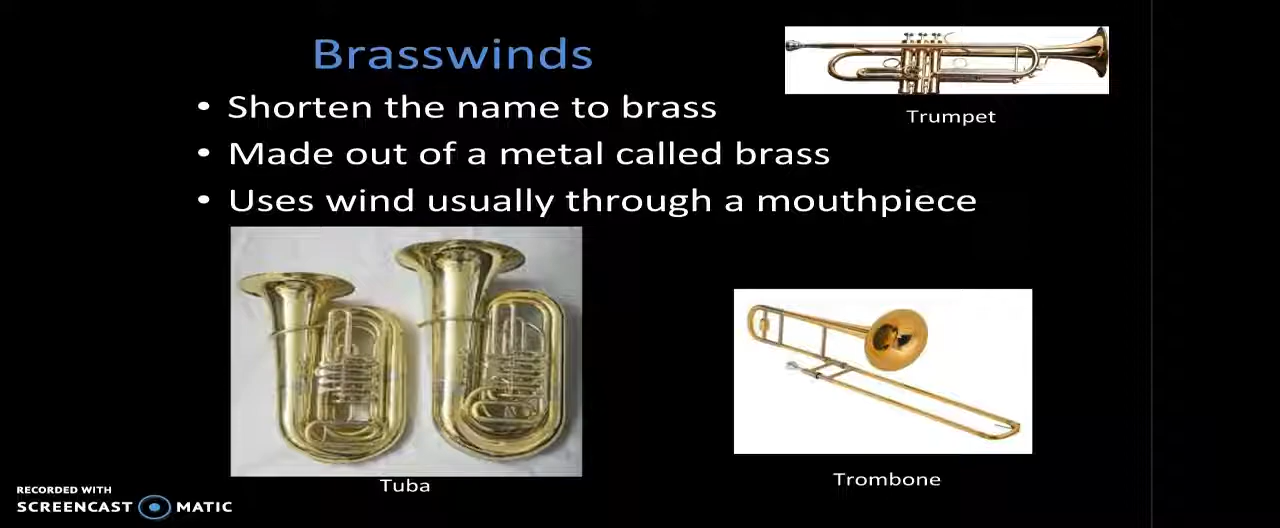 Brasswinds
• Shorten the name to brass
• Made out of a metal called brass
• Uses wind usually through a mouthpiece
Trumpet
Tuba
Trombone
RECORDED WITH
SCREENCAST MATIC